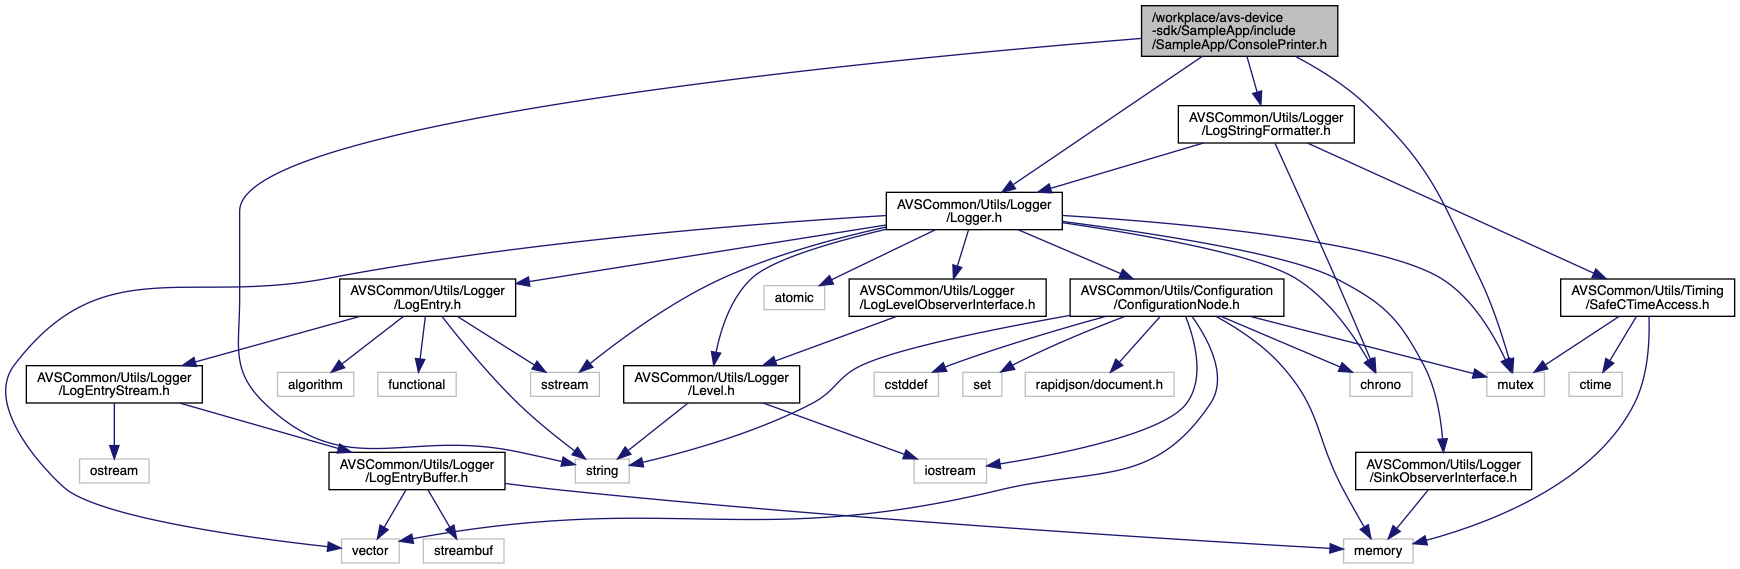 /workplace/avs-device
-sdk/SampleApp/include
/SampleApp/ConsolePrinter.h
AVSCommon/Utils/Logger
/LogStringFormatter.h
AVSCommon/Utils/Logger
/Logger.h
AVSCommon/Utils/Logger
/LogEntry.h
atomic
AVSCommon/Utils/Logger
/LogLevelObserverInterface.h
AVSCommon/Utils/Configuration
/ConfigurationNode.h
AVSCommon/Utils/Timing
/SafeCTimeAccess.h
AVSCommon/Utils/Logger
/LogEntryStream.h
algorithm
functional
sstream
AVSCommon/Utils/Logger
/Level.h
cstddef
set
rapidjson/document.h
chrono
mutex
ctime
ostream
AVSCommon/Utils/Logger
/LogEntryBuffer.h
string
iostream
AVSCommon/Utils/Logger
/SinkObserverInterface.h
vector
streambuf
memory